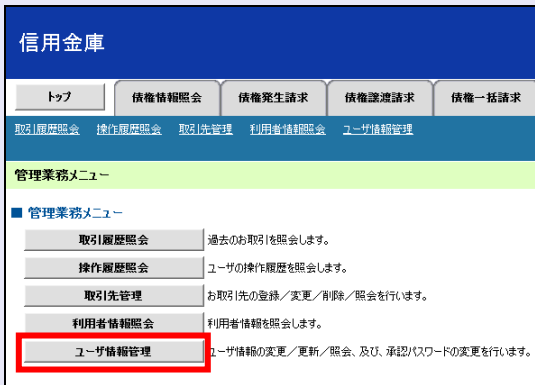 信用金庫
トップ 債権情報照会 債権発生請求 債権譲渡請求 債権一括請求
取引履歴照会 操作履歴照会 取引先管理 利用者情報照会 ユーザ情報管理
管理業務メニュー
■ 管理業務メニュー
取引履歴照会 過去のお取引を照会します。
操作履歴照会 ユーザの操作履歴を照会します。
取引先管理 お取引先の登録／変更／削除／照会を行います。
利用者情報照会 利用者情報を照会します。
ユーザ情報管理 ユーザ情報の変更／更新／照会、及び、承認パスワードの変更を行います。